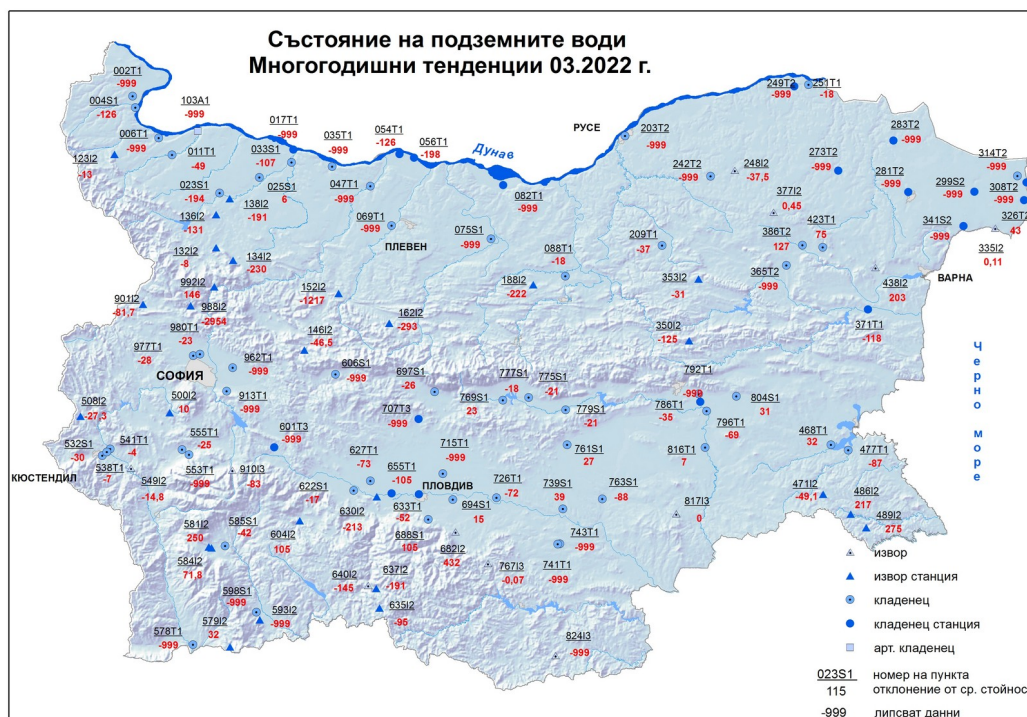 Състояние на подземните води
Многогодишни тенденции 03.2022 г.
002T1
-999
004S1
-126
103A1
-999
006T1
-999
017T1
-999
011T1
-49
033S1
-107
035T1
-999
054T1
-126
056T1
-198
Дунав
РУСЕ
203T2
-999
249T2
-999
251T1
-18
283T2
-999
123I2
-13
023S1
-194
138I2
-191
025S1
6
047T1
-999
082T1
-999
242T2
-999
248I2
-37,5
273T2
-999
281T2
-999
299S2
-999
314T2
-999
308T2
-999
136I2
-131
069T1
-999
ПЛЕВЕН
075S1
-999
377I2
0,45
326T2
43
132I2
-8
134I2
-230
088T1
-18
209T1
-37
386T2
127
423T1
75
341S2
-999
335I2
0,11
ВАРНА
992I2
146
152I2
-1217
188I2
-222
353I2
-31
365T2
-999
438I2
203
901I2
-81,7
988I2
-2954
162I2
-293
350I2
-125
371T1
-118
980T1
-23
146I2
-46,5
977T1
-28
СОФИЯ
962T1
-999
606S1
-999
697S1
-26
777S1
-18
775S1
-21
792T1
-999
Черно море
500I2
10
913T1
-999
769S1
23
779S1
-21
786T1
-35
804S1
31
508I2
-27,3
707T3
-999
796T1
-69
532S1
-30
541T1
-4
555T1
-25
601T3
-999
627T1
-73
715T1
-999
761S1
27
816T1
7
468T1
32
477T1
-87
КЮСТЕНДИЛ
538T1
-7
553T1
-999
910I3
-83
655T1
-105
ПЛОВДИВ
549I2
-14,8
622S1
-17
633T1
-52
726T1
-72
739S1
39
763S1
-88
471I2
-49,1
486I2
217
630I2
-213
694S1
15
817I3
0
489I2
275
581I2
250
585S1
-42
604I2
105
688S1
105
682I2
432
743T1
-999
584I2
71,8
767I3
-0,07
741T1
-999
640I2
-145
637I2
-191
598S1
-999
593I2
-999
635I2
-95
578T1
-999
579I2
32
824I3
-999
извор
извор станция
кладенец
кладенец станция
арт. кладенец
023S1 номер на пункта
115 отклонение от ср. стойнос
-999 липсват данни